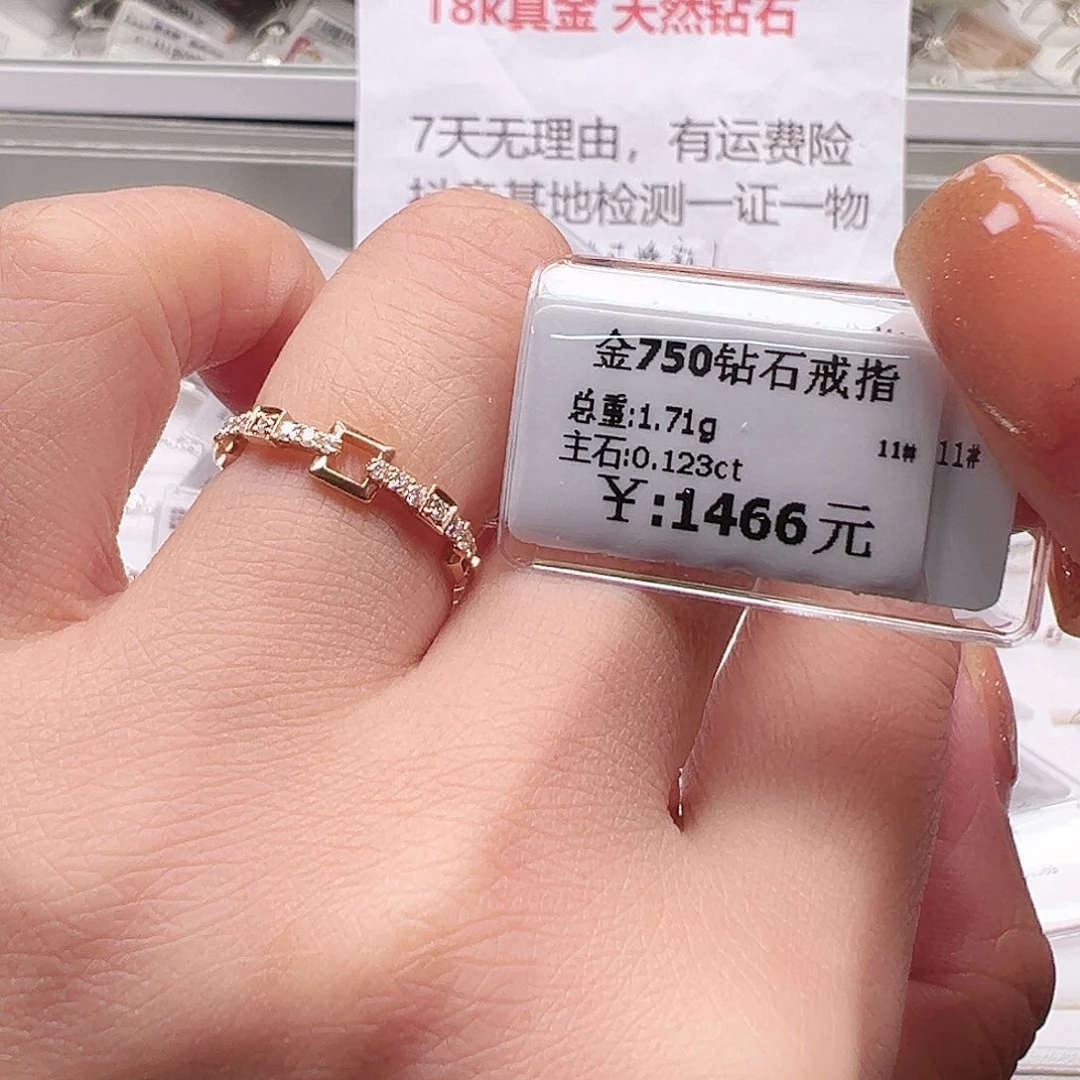 18k真金 天然钻石
7天无理由，有运费险
抖音基地检测一证一物
金750钻石戒指
总重:1.71g
主石:0.123ct
11# 11#
￥:1466元